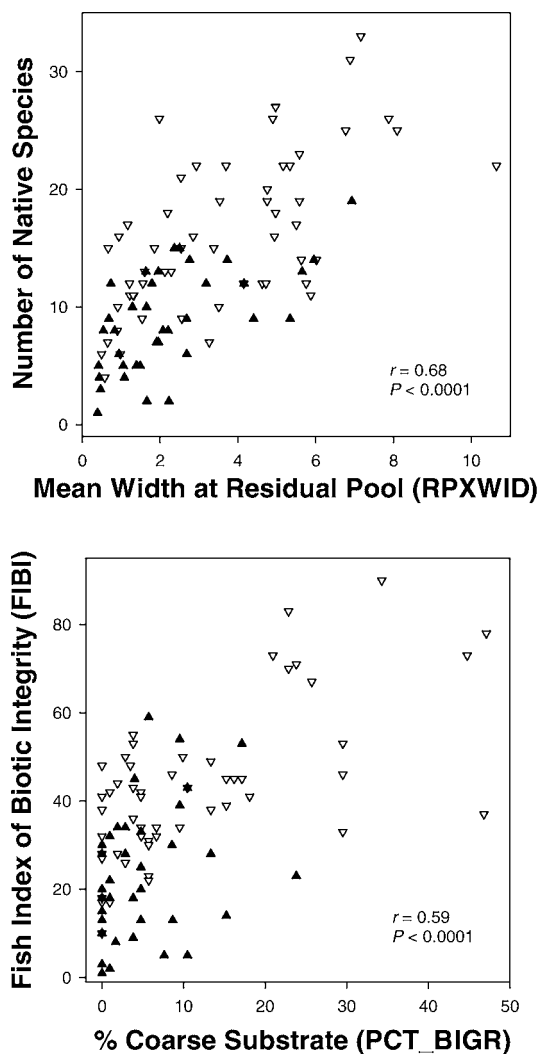 Number of Native Species
30
20
10
0
r = 0.68
P < 0.0001
0 2 4 6 8 10
Mean Width at Residual Pool (RPXWID)
Fish Index of Biotic Integrity (FIBI)
80
60
40
20
0
r = 0.59
P < 0.0001
0 10 20 30 40 50
% Coarse Substrate (PCT_BIGR)